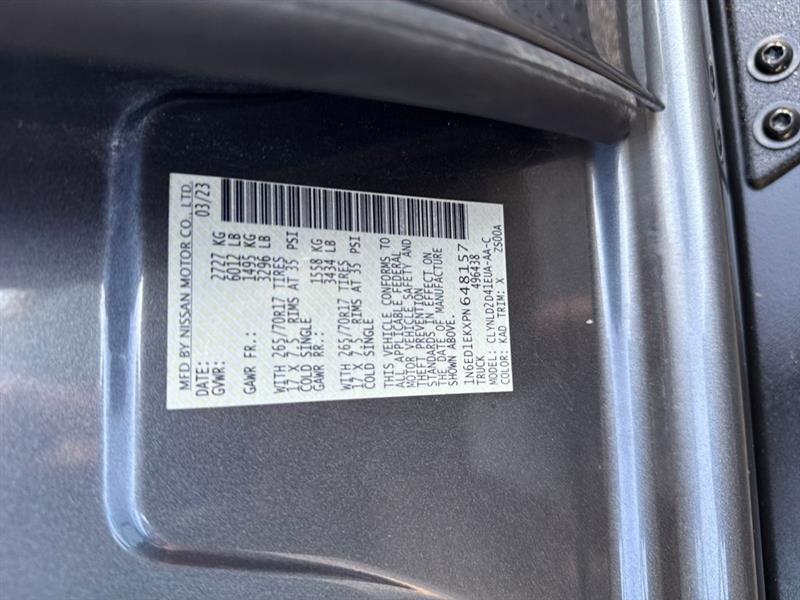 MFD BY NISSAN MOTOR CO., LTD.
DATE: 03/23
GVWR: 2727 KG
6012 LB
GAWR FR.: 1495 KG
3296 LB
WITH 265/70R17 TIRES
17 X 7.5 RIMS AT 35 PSI
COLD SINGLE
GAWR RR.: 1558 KG
3434 LB
WITH 265/70R17 TIRES
17 X 7.5 RIMS AT 35 PSI
COLD SINGLE
THIS VEHICLE CONFORMS TO
ALL APPLICABLE FEDERAL
MOTOR VEHICLE SAFETY AND
THEFT PREVENTION
STANDARDS IN EFFECT ON
THE DATE OF MANUFACTURE
SHOWN ABOVE.
1N6ED1EKXPN648157
TRUCK 496438
MODEL: CLYNLDZD41EUA-AA-C
COLOR: KAD TRIM: X ZS00A